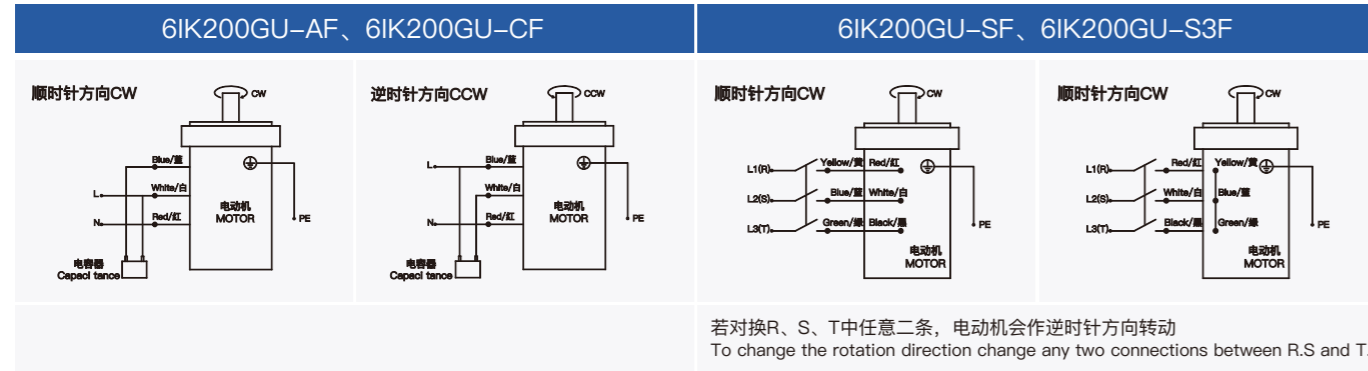 6IK200GU-AF、6IK200GU-CF
6IK200GU-SF、6IK200GU-S3F
顺时针方向CW
CW
Blue/蓝
White/白
L
Red/红
N
电动机
MOTOR
PE
电容器
Capaci tance
逆时针方向CCW
CCW
L
Blue/蓝
White/白
Red/红
N
电动机
MOTOR
PE
电容器
Capaci tance
顺时针方向CW
CW
L1(R) Yellow/黄 Red/红
L2(S) Blue/蓝 White/白
L3(T) Green/绿 Black/黑
PE
电动机
MOTOR
顺时针方向CW
CW
L1(R) Red/红 Yellow/黄
L2(S) White/白 Blue/蓝
L3(T) Black/黑 Green/绿
PE
电动机
MOTOR
若对换R、S、T中任意二条，电动机会作逆时针方向转动
To change the rotation direction change any two connections between R.S and T.